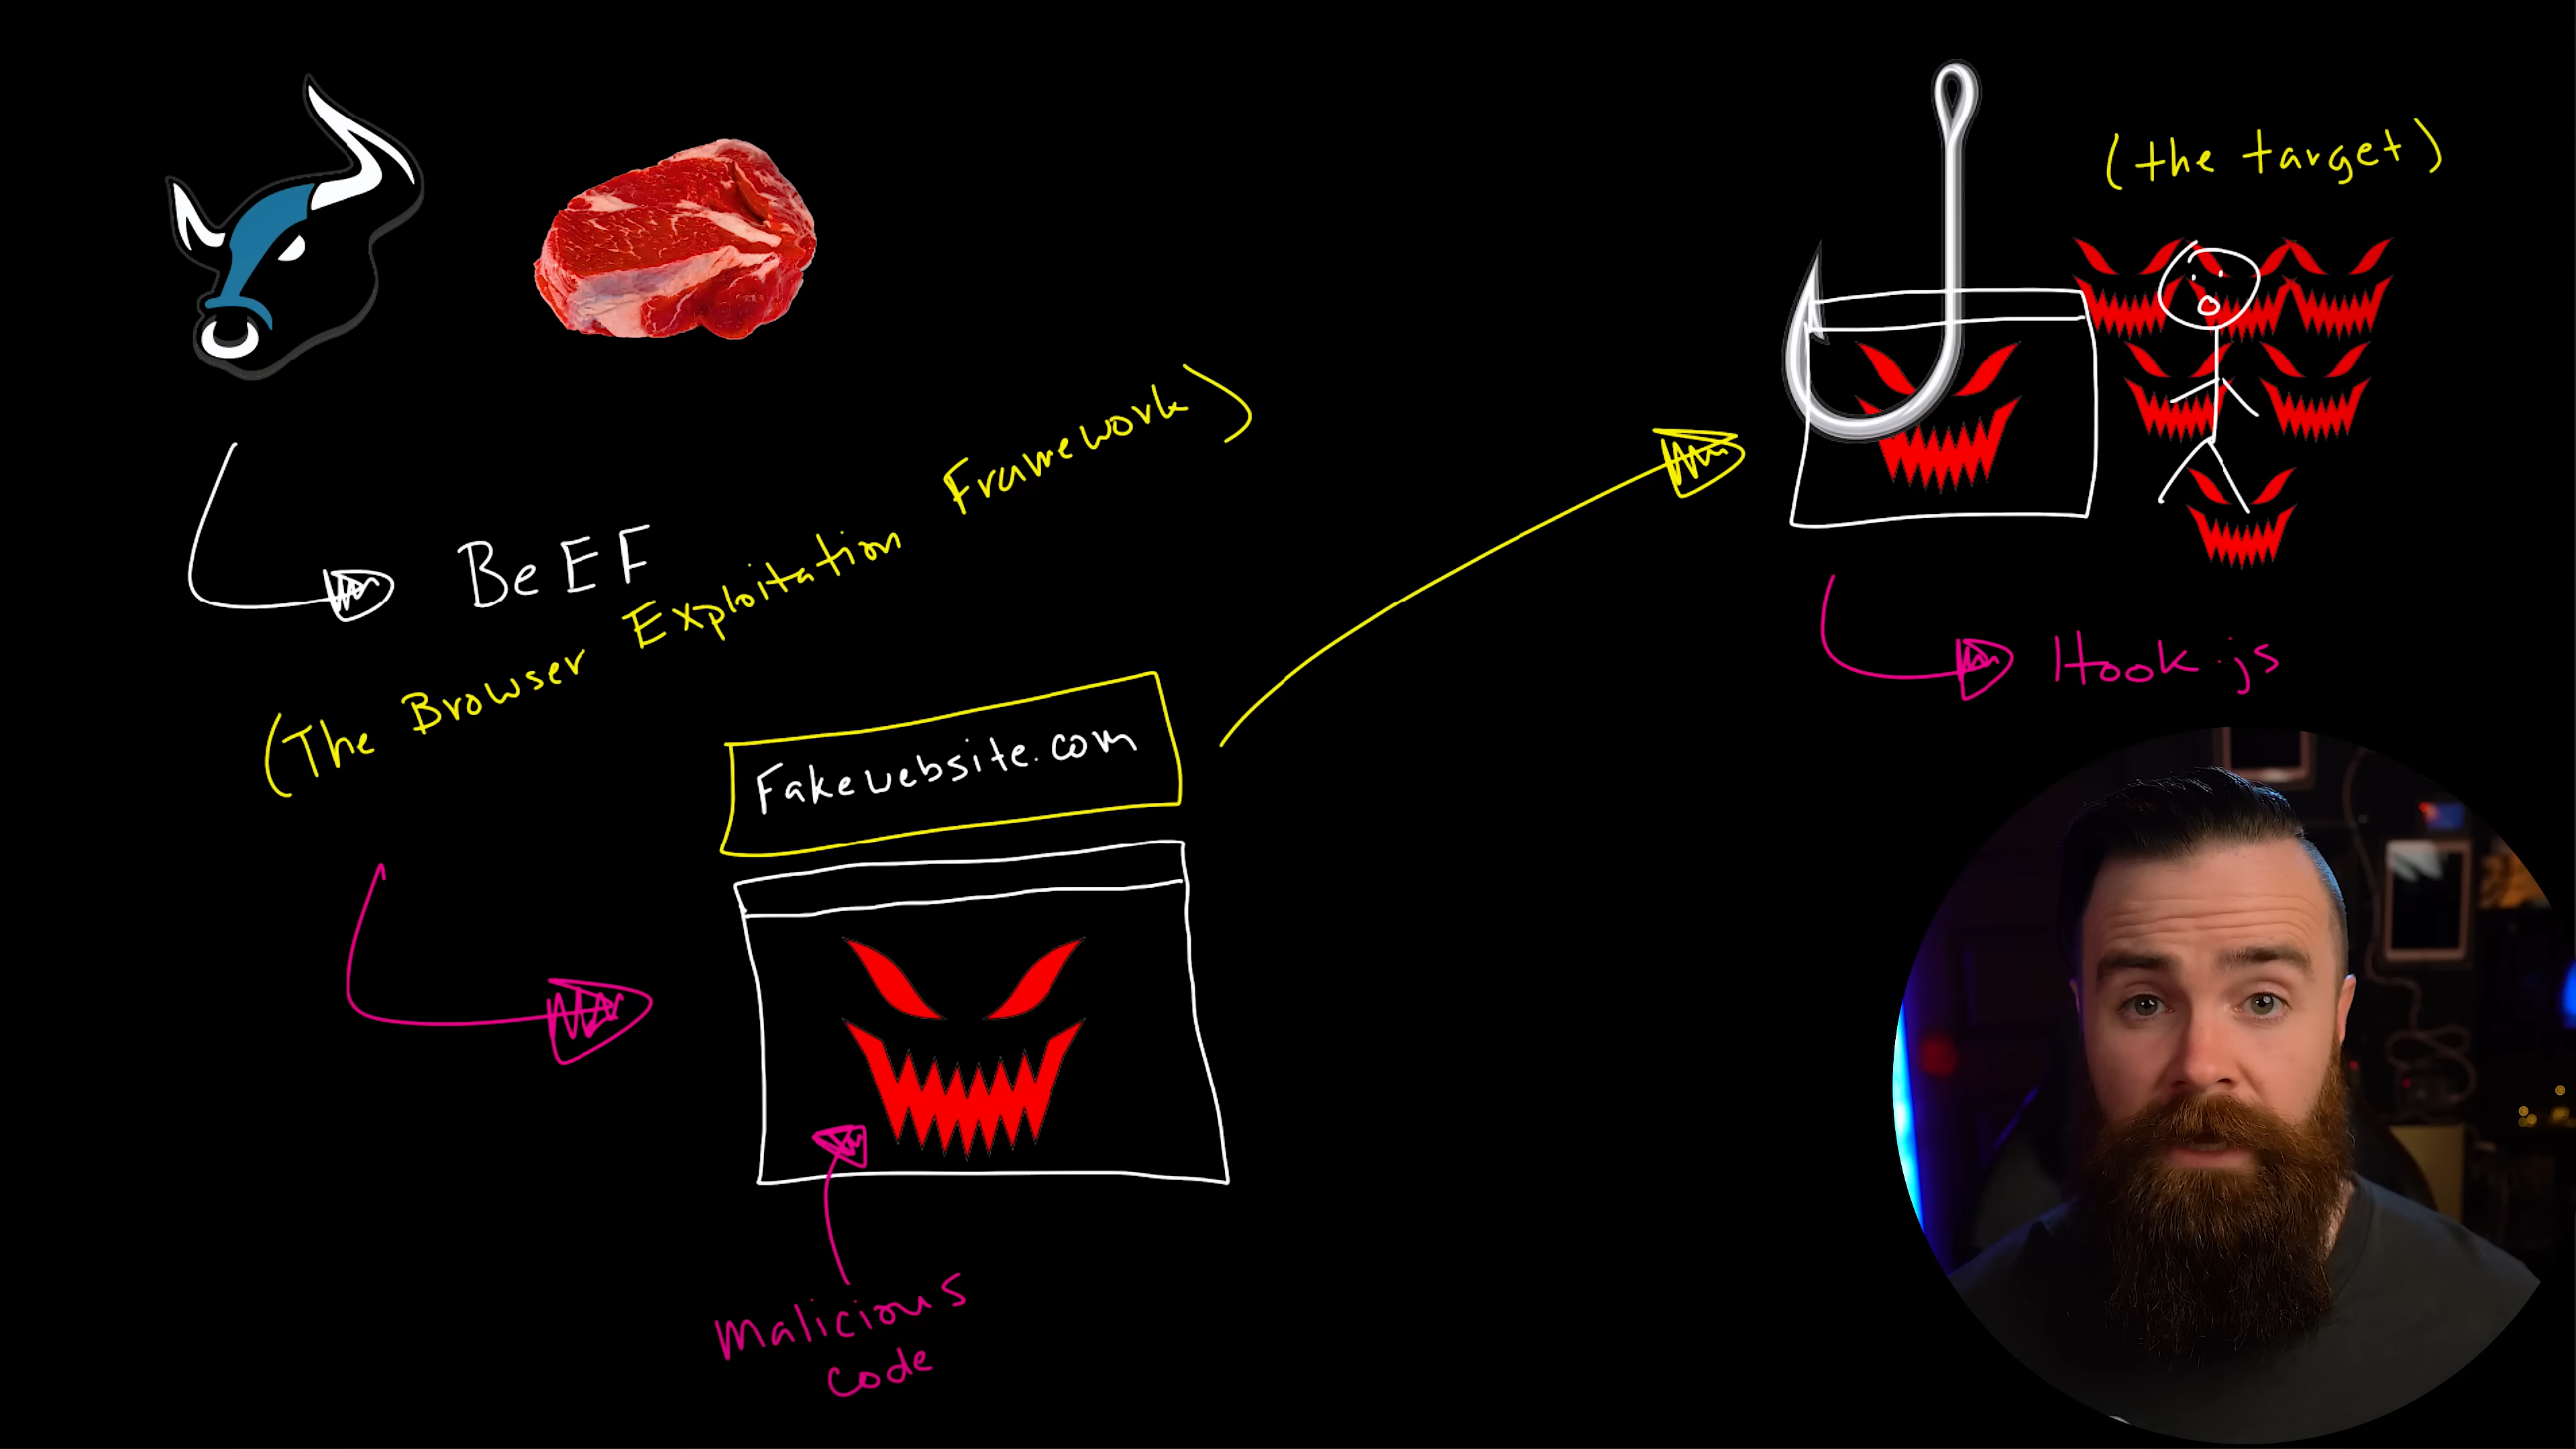 (the target)
BeEF
(The Browser Exploitation Framework)
Hook.js
Fakewebsite.com
Malicious
code